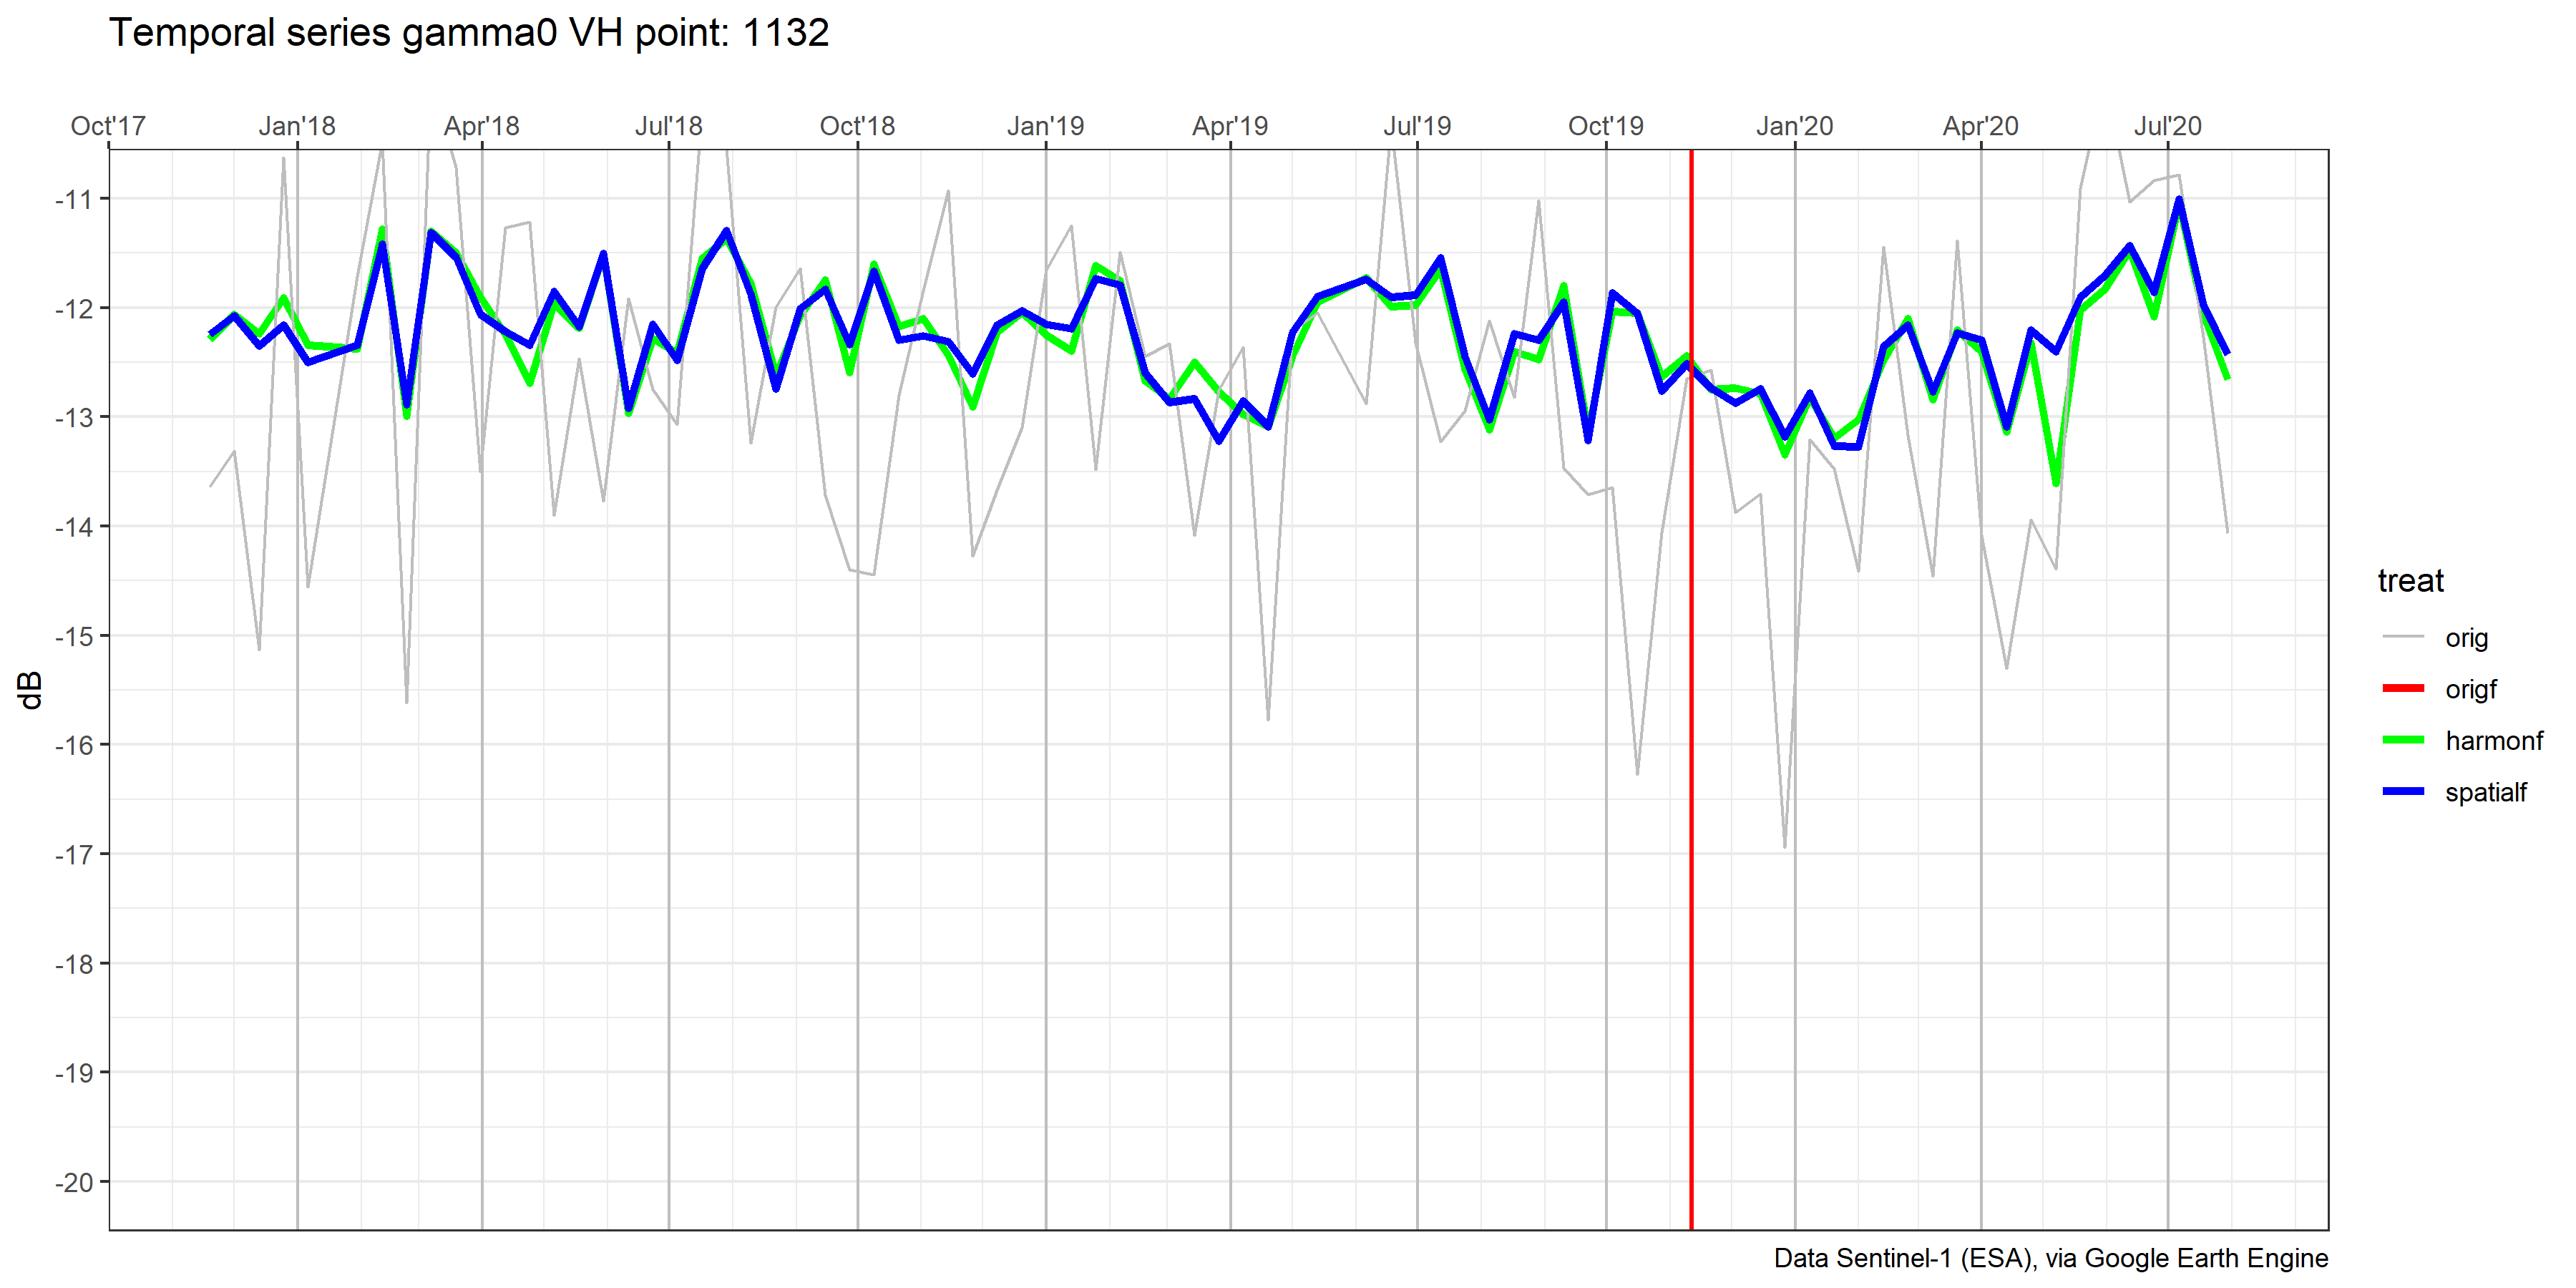 Temporal series gamma0 VH point: 1132
Oct'17 Jan'18 Apr'18 Jul'18 Oct'18 Jan'19 Apr'19 Jul'19 Oct'19 Jan'20 Apr'20 Jul'20
-11
-12
-13
-14
-15
-16
-17
-18
-19
-20
dB
treat
orig
origf
harmonf
spatialf
Data Sentinel-1 (ESA), via Google Earth Engine